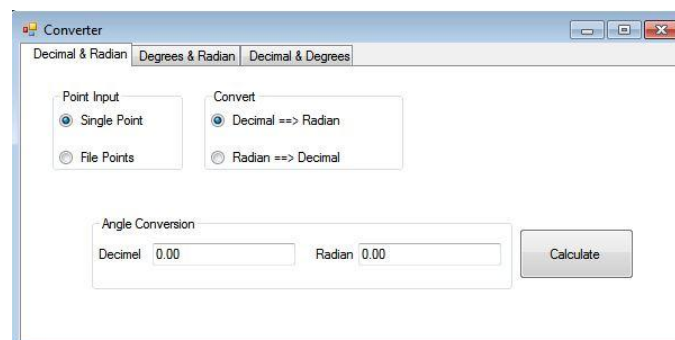 Converter
Decimal & Radian Degrees & Radian Decimal & Degrees
Point Input
Single Point
File Points
Convert
Decimal ==> Radian
Radian ==> Decimal
Angle Conversion
Decimel 0.00 Radian 0.00
Calculate